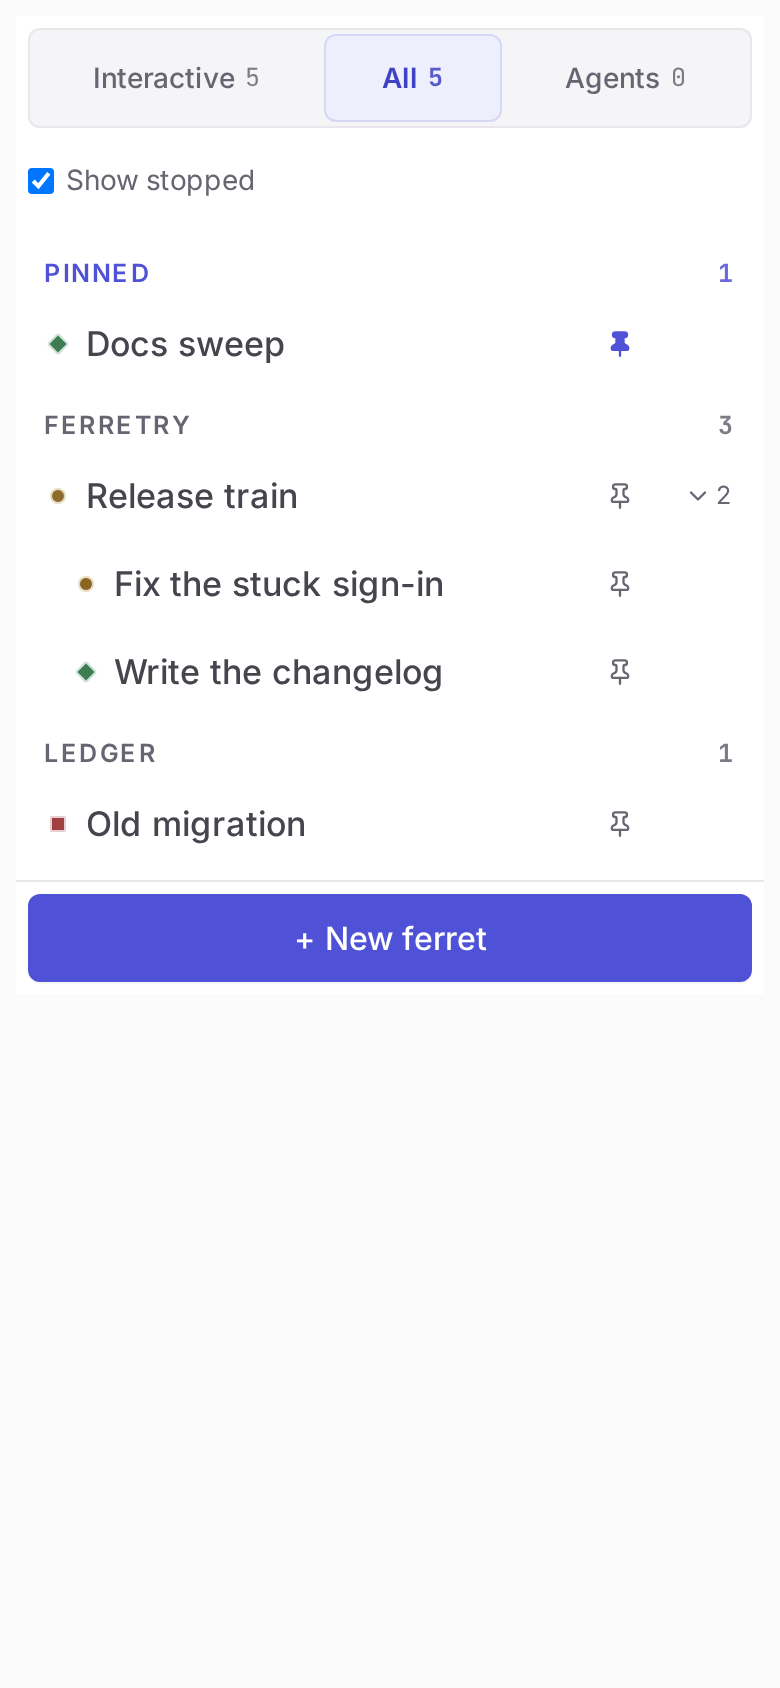 Interactive 5 All 5 Agents 0
Show stopped
PINNED 1
Docs sweep
FERRETRY 3
Release train 2
Fix the stuck sign-in
Write the changelog
LEDGER 1
Old migration
+ New ferret